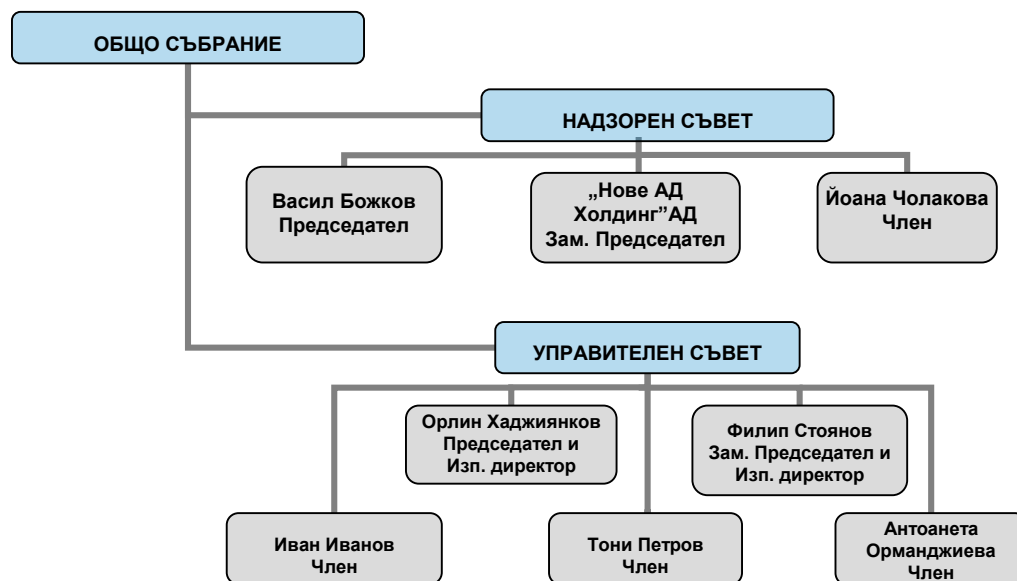 ОБЩО СЪБРАНИЕ
НАДЗОРЕН СЪВЕТ
Васил Божков
Председател
„Нове АД
Холдинг”АД
Зам. Председател
Йоана Чолакова
Член
УПРАВИТЕЛЕН СЪВЕТ
Орлин Хаджиянков
Председател и
Изп. директор
Филип Стоянов
Зам. Председател и
Изп. директор
Иван Иванов
Член
Тони Петров
Член
Антоанета
Орманджиева
Член